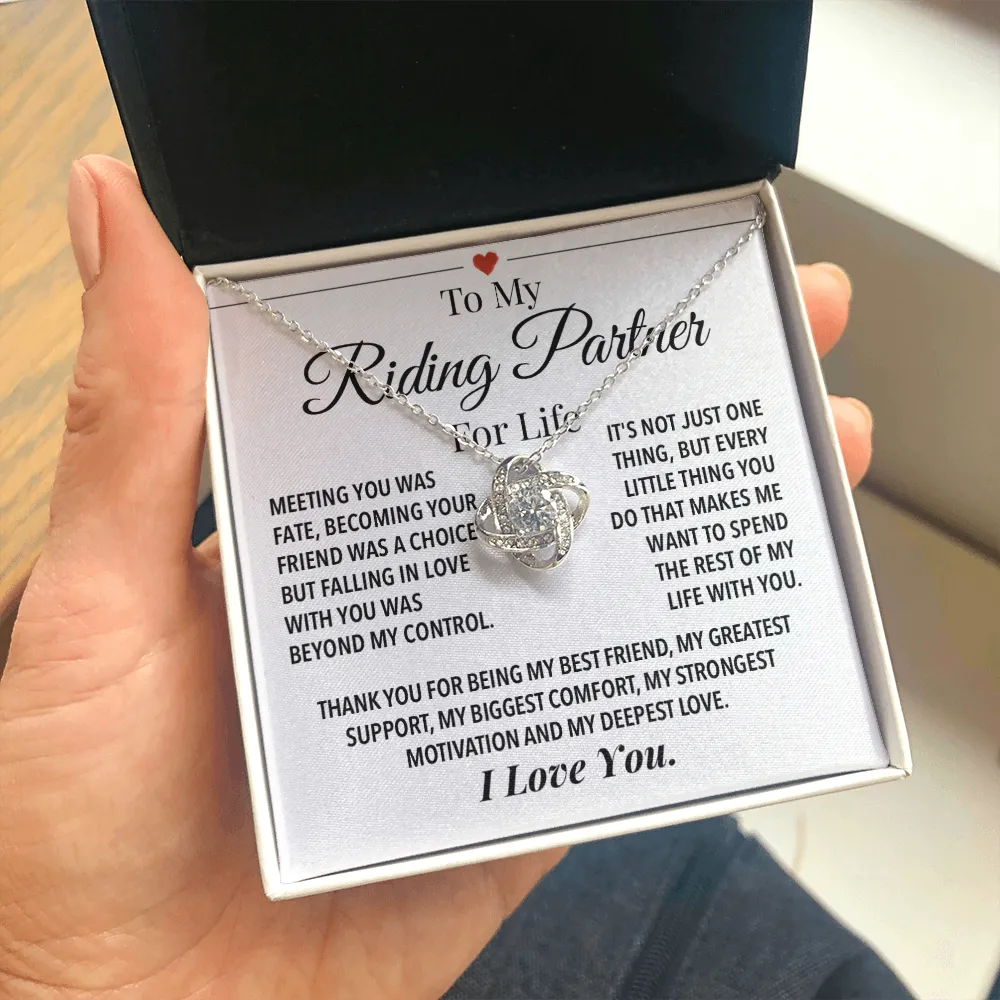 To My
Riding Partner
For Life
MEETING YOU WAS
FATE, BECOMING YOUR
FRIEND WAS A CHOICE
BUT FALLING IN LOVE
WITH YOU WAS
BEYOND MY CONTROL.
IT'S NOT JUST ONE
THING, BUT EVERY
LITTLE THING YOU
DO THAT MAKES ME
WANT TO SPEND
THE REST OF MY
LIFE WITH YOU.
THANK YOU FOR BEING MY BEST FRIEND, MY GREATEST
SUPPORT, MY BIGGEST COMFORT, MY STRONGEST
MOTIVATION AND MY DEEPEST LOVE.
I Love You.